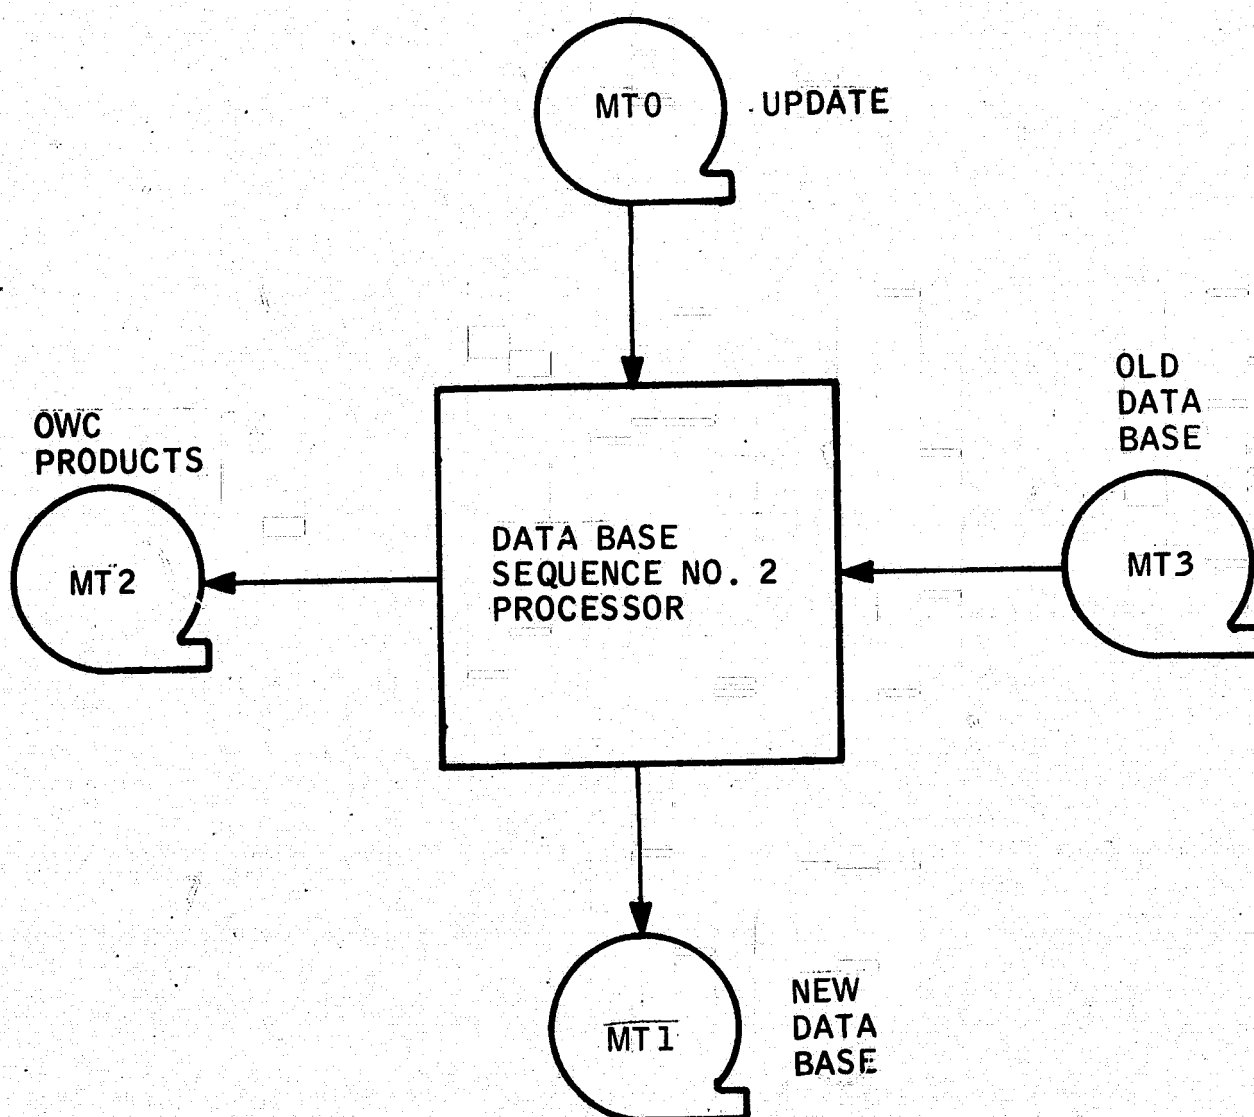 MT0
UPDATE
OLD
DATA
BASE
OWC
PRODUCTS
MT2
DATA BASE
SEQUENCE NO. 2
PROCESSOR
MT3
MT1
NEW
DATA
BASE